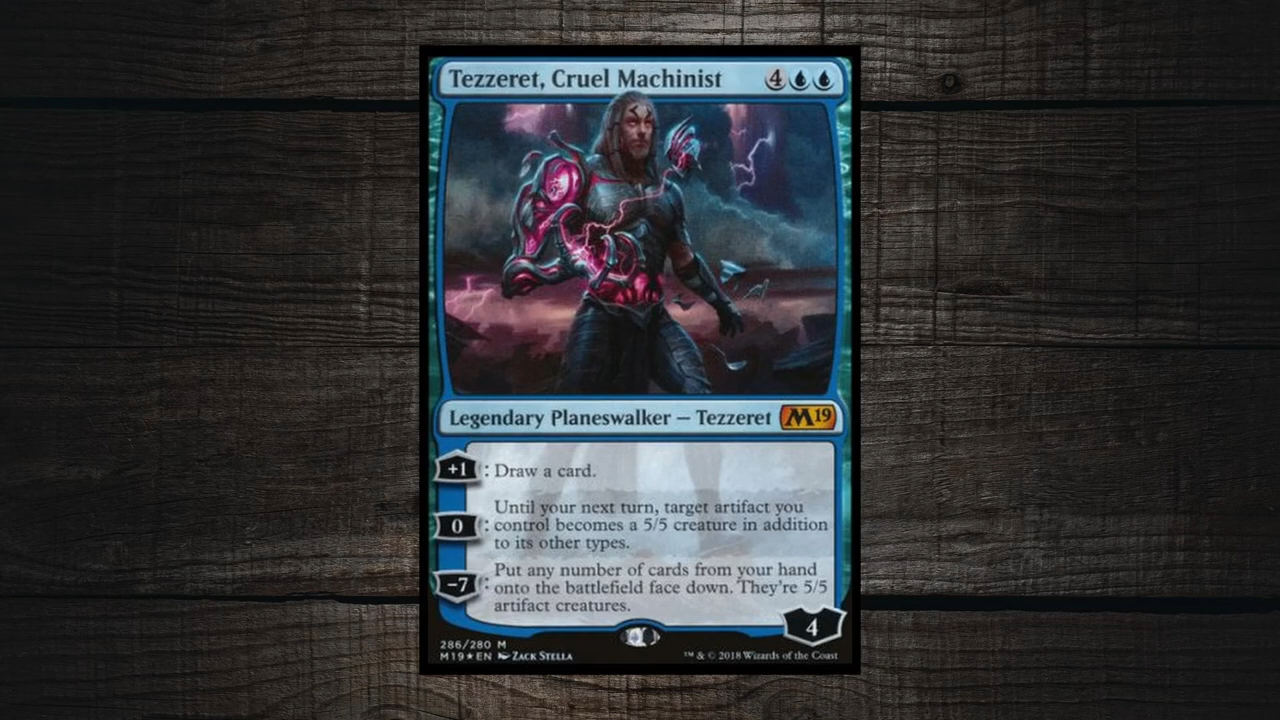 Tezzeret, Cruel Machinist 4
Legendary Planeswalker – Tezzeret M19
+1: Draw a card.
Until your next turn, target artifact you
0: control becomes a 5/5 creature in addition
to its other types.
Put any number of cards from your hand
−7: onto the battlefield face down. They're 5/5
artifact creatures.
4
286/280 M
M19★EN Zack Stella ™ & © 2018 Wizards of the Coast